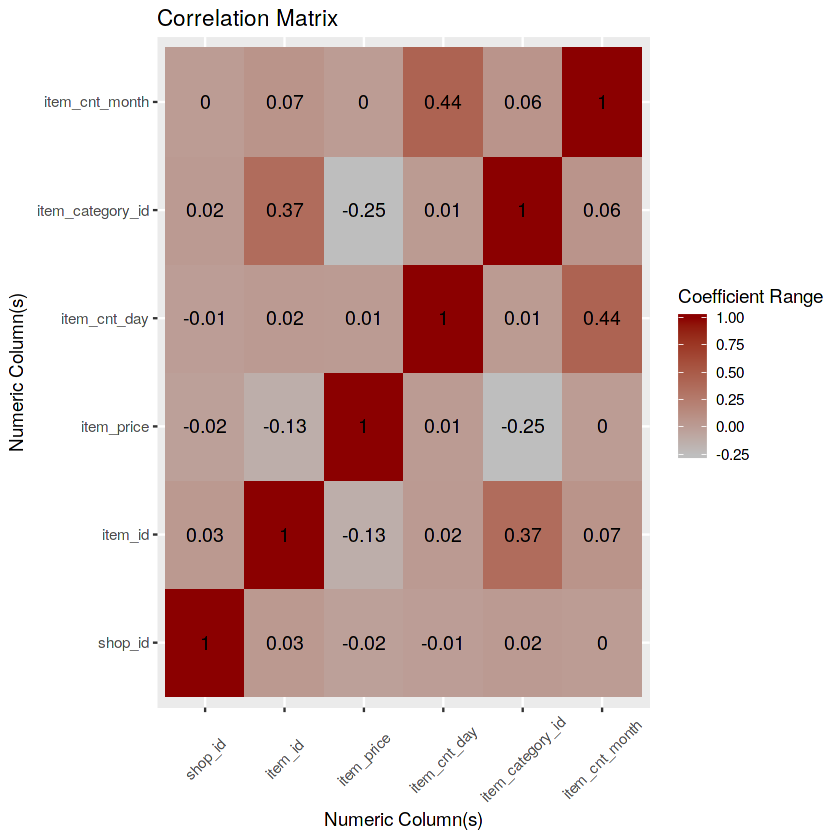 Correlation Matrix
Numeric Column(s)
item_cnt_month 0 0.07 0 0.44 0.06 1
item_category_id 0.02 0.37 -0.25 0.01 1 0.06
item_cnt_day -0.01 0.02 0.01 1 0.01 0.44
item_price -0.02 -0.13 1 0.01 -0.25 0
item_id 0.03 1 -0.13 0.02 0.37 0.07
shop_id 1 0.03 -0.02 -0.01 0.02 0
shop_id item_id item_price item_cnt_day item_category_id item_cnt_month
Numeric Column(s)
Coefficient Range
1.00
0.75
0.50
0.25
0.00
-0.25